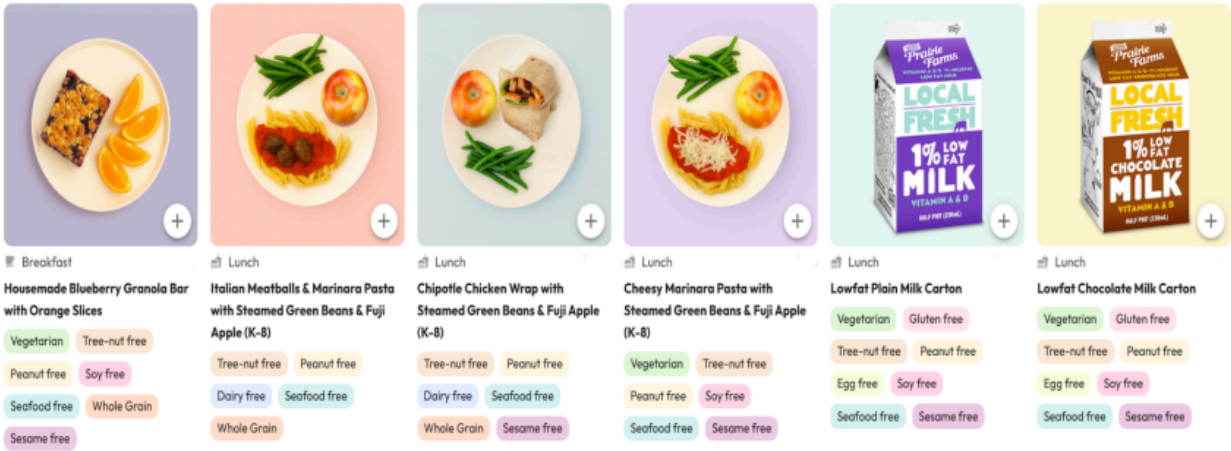 Prairie
Farms
VITAMIN A & D
LOCAL
FRESH
1% LOW
FAT
MILK
VITAMIN A & D
HALF PINT (236mL)
Prairie
Farms
LOCAL
FRESH
1% LOW
FAT
CHOCOLATE
MILK
VITAMIN A & D
HALF PINT (236mL)
Breakfast
Housemade Blueberry Granola Bar
with Orange Slices
Vegetarian Tree-nut free
Peanut free Soy free
Seafood free Whole Grain
Sesame free
Lunch
Italian Meatballs & Marinara Pasta
with Steamed Green Beans & Fuji
Apple (K-8)
Tree-nut free Peanut free
Dairy free Seafood free
Whole Grain
Lunch
Chipotle Chicken Wrap with
Steamed Green Beans & Fuji Apple
(K-8)
Tree-nut free Peanut free
Dairy free Seafood free
Whole Grain Sesame free
Lunch
Cheesy Marinara Pasta with
Steamed Green Beans & Fuji Apple
(K-8)
Vegetarian Tree-nut free
Peanut free Soy free
Seafood free Sesame free
Lunch
Lowfat Plain Milk Carton
Vegetarian Gluten free
Tree-nut free Peanut free
Egg free Soy free
Seafood free Sesame free
Lunch
Lowfat Chocolate Milk Carton
Vegetarian Gluten free
Tree-nut free Peanut free
Egg free Soy free
Seafood free Sesame free